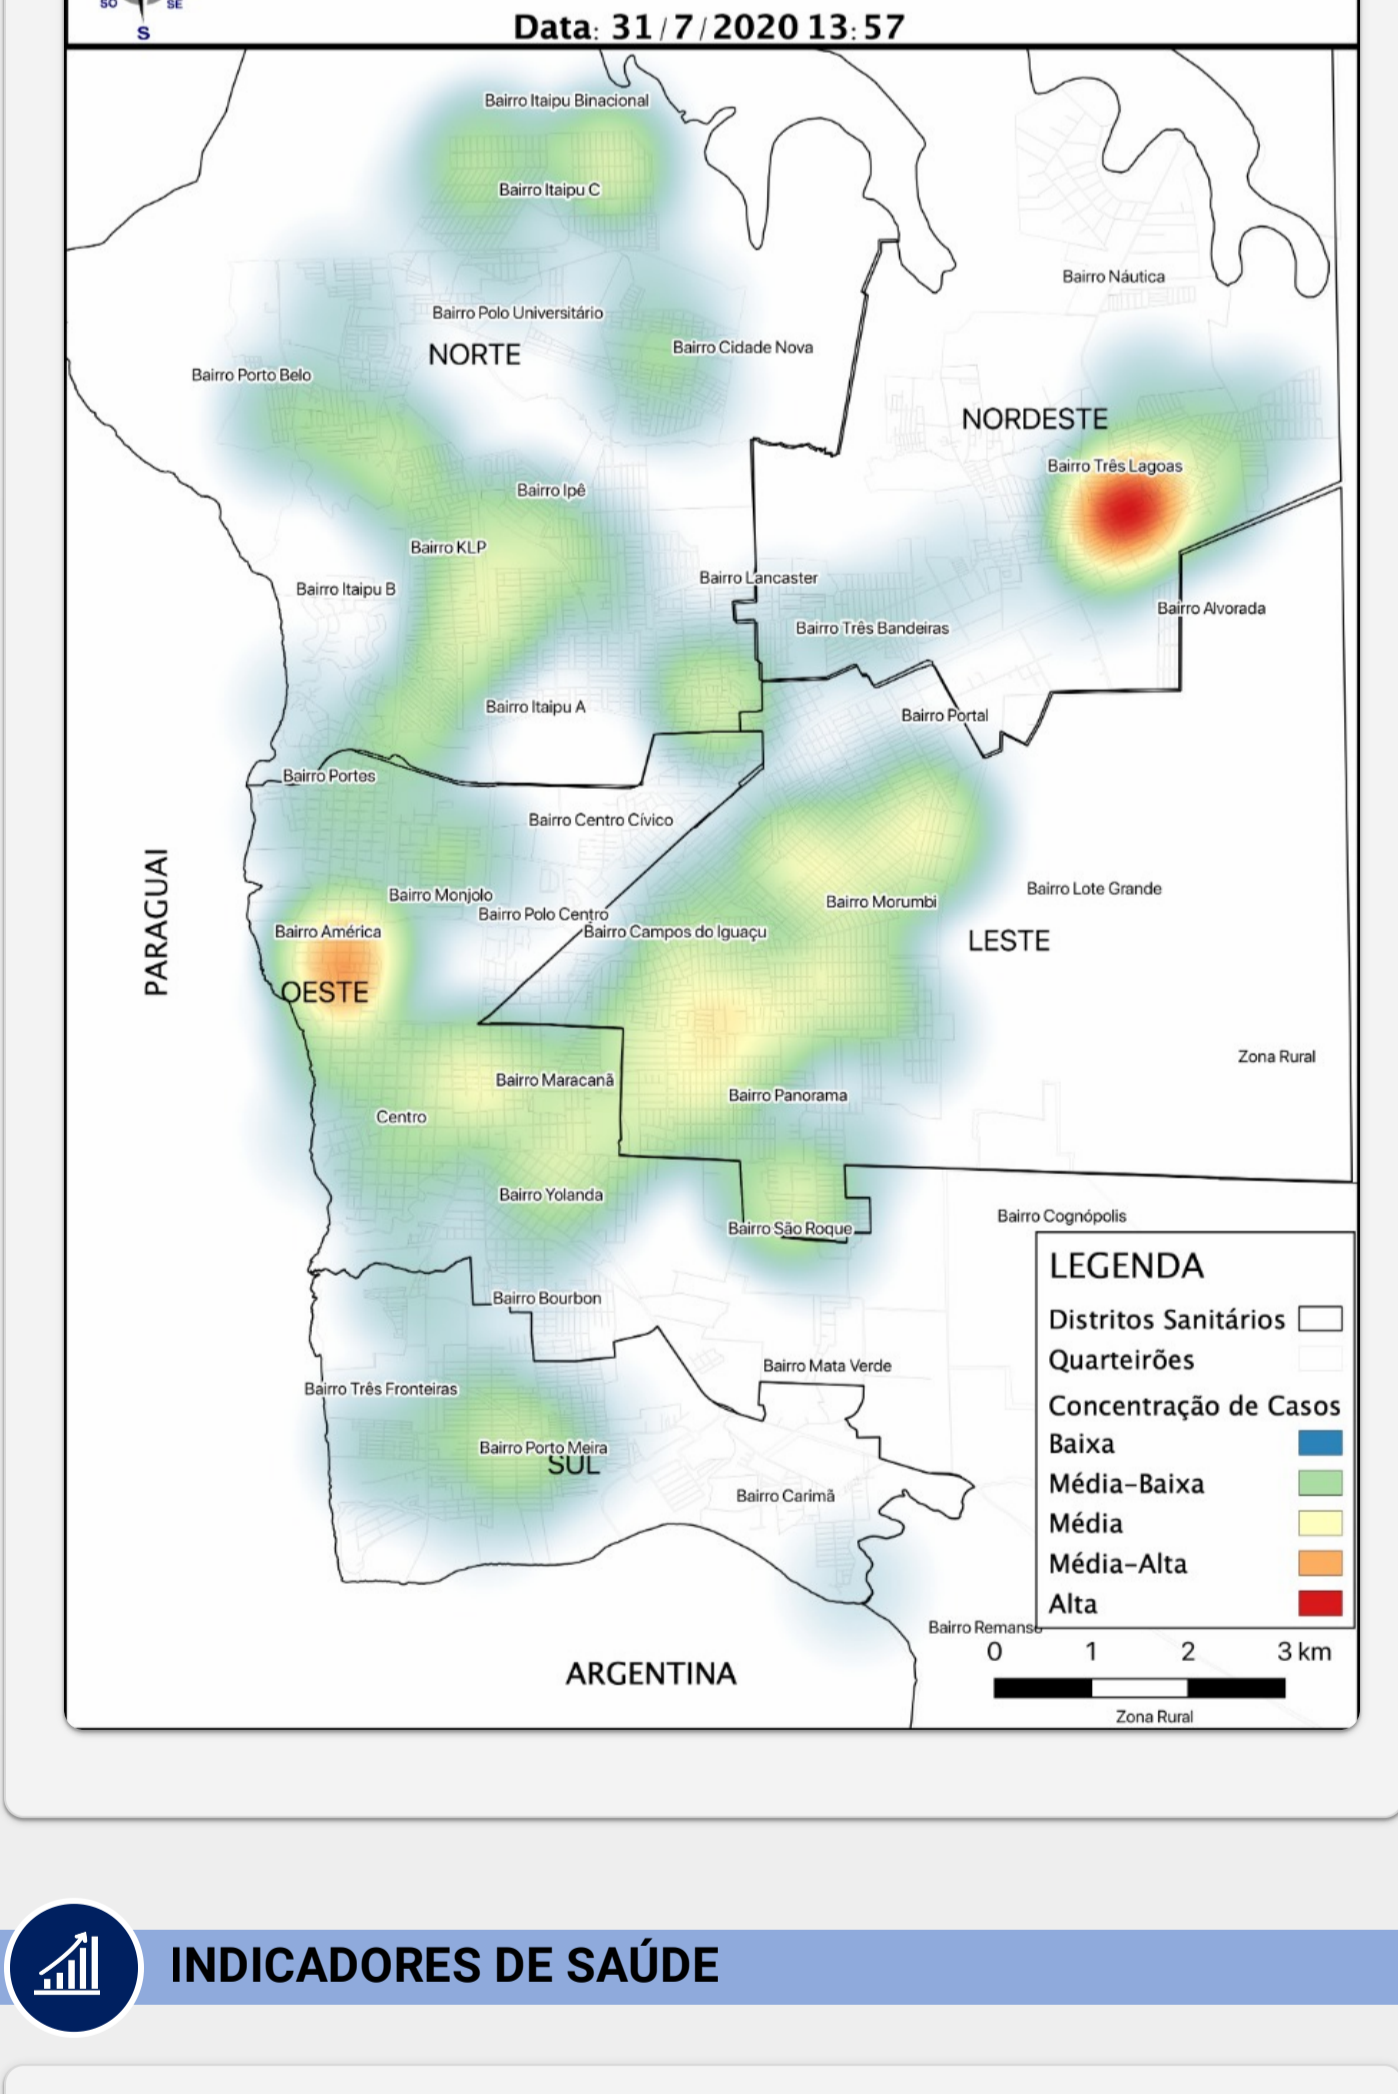 SO
SE
S
Data: 31/7/2020 13:57
Bairro Itaipu Binacional
Bairro Itaipu C
Bairro Náutica
Bairro Polo Universitário
Bairro Cidade Nova
NORTE
Bairro Porto Belo
NORDESTE
Bairro Três Lagoas
Bairro Ipê
Bairro KLP
Bairro Lancaster
Bairro Itaipu B
Bairro Alvorada
Bairro Três Bandeiras
Bairro Itaipu A
Bairro Portal
Bairro Portes
Bairro Centro Cívico
PARAGUAI
Bairro Monjolo
Bairro Lote Grande
Bairro Morumbi
Bairro Polo Centro
Bairro América
Bairro Campos do Iguaçu
LESTE
OESTE
Zona Rural
Bairro Maracanã
Bairro Panorama
Centro
Bairro Yolanda
Bairro São Roque
Bairro Cognópolis
Bairro Bourbon
Bairro Mata Verde
Bairro Três Fronteiras
Bairro Porto Meira
SUL
Bairro Carimã
LEGENDA
Distritos Sanitários
Quarteirões
Concentração de Casos
Baixa
Média-Baixa
Média
Média-Alta
Alta
Bairro Remanso
0 1 2 3 km
ARGENTINA
Zona Rural
INDICADORES DE SAÚDE